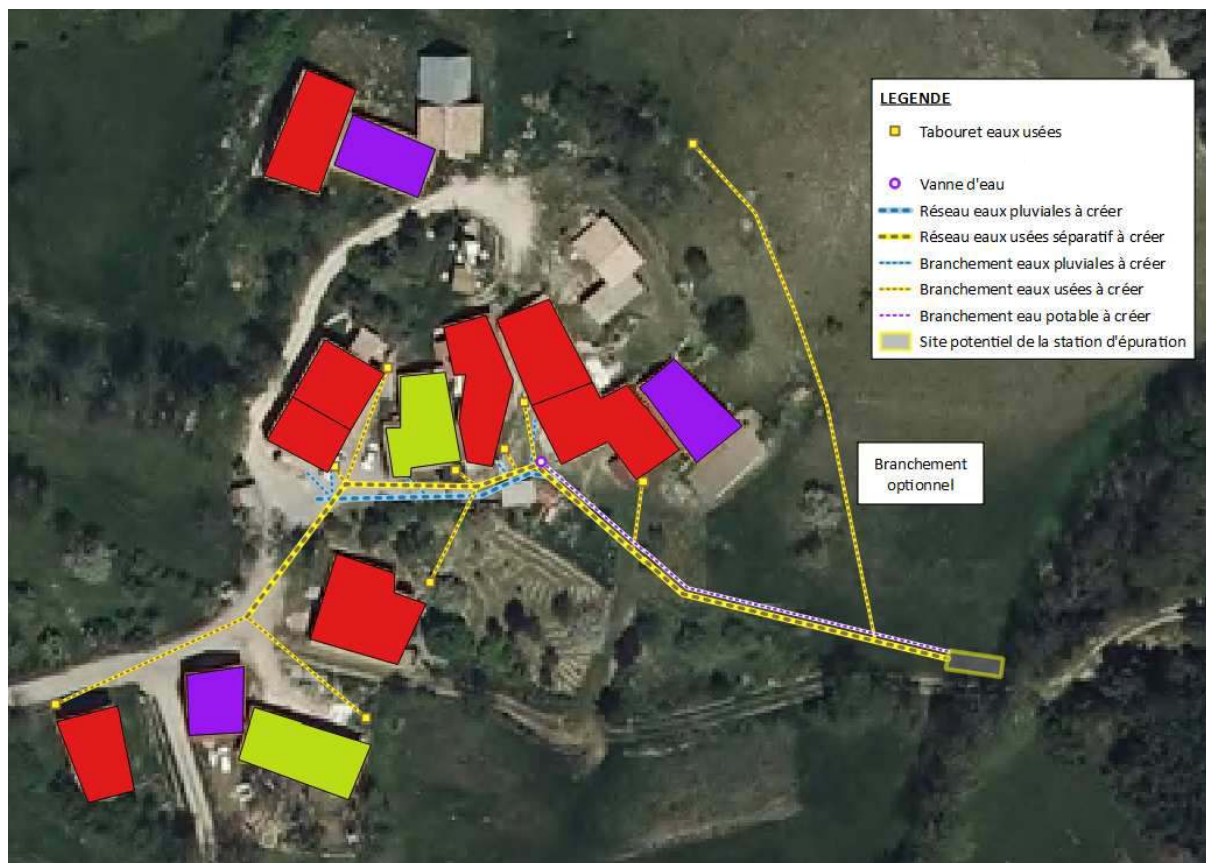 LEGENDE
Tabouret eaux usées
Vanne d'eau
Réseau eaux pluviales à créer
Réseau eaux usées séparatif à créer
Branchement eaux pluviales à créer
Branchement eaux usées à créer
Branchement eau potable à créer
Site potentiel de la station d'épuration
Branchement
optionnel